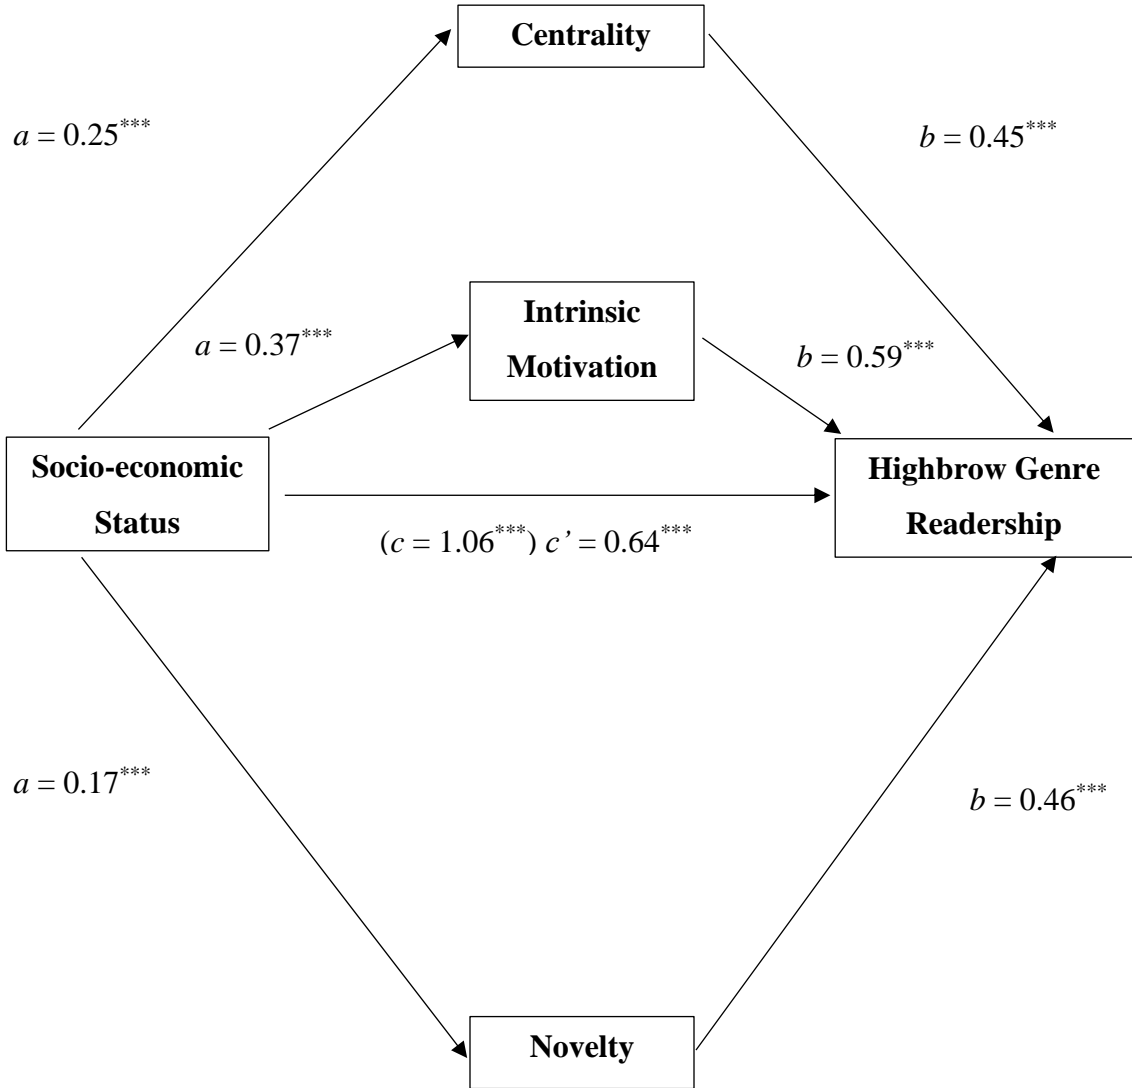 Centrality
a = 0.25***
b = 0.45***
Intrinsic
Motivation
a = 0.37***
b = 0.59***
Socio-economic
Status
Highbrow Genre
Readership
(c = 1.06***) c’ = 0.64***
a = 0.17***
b = 0.46***
Novelty